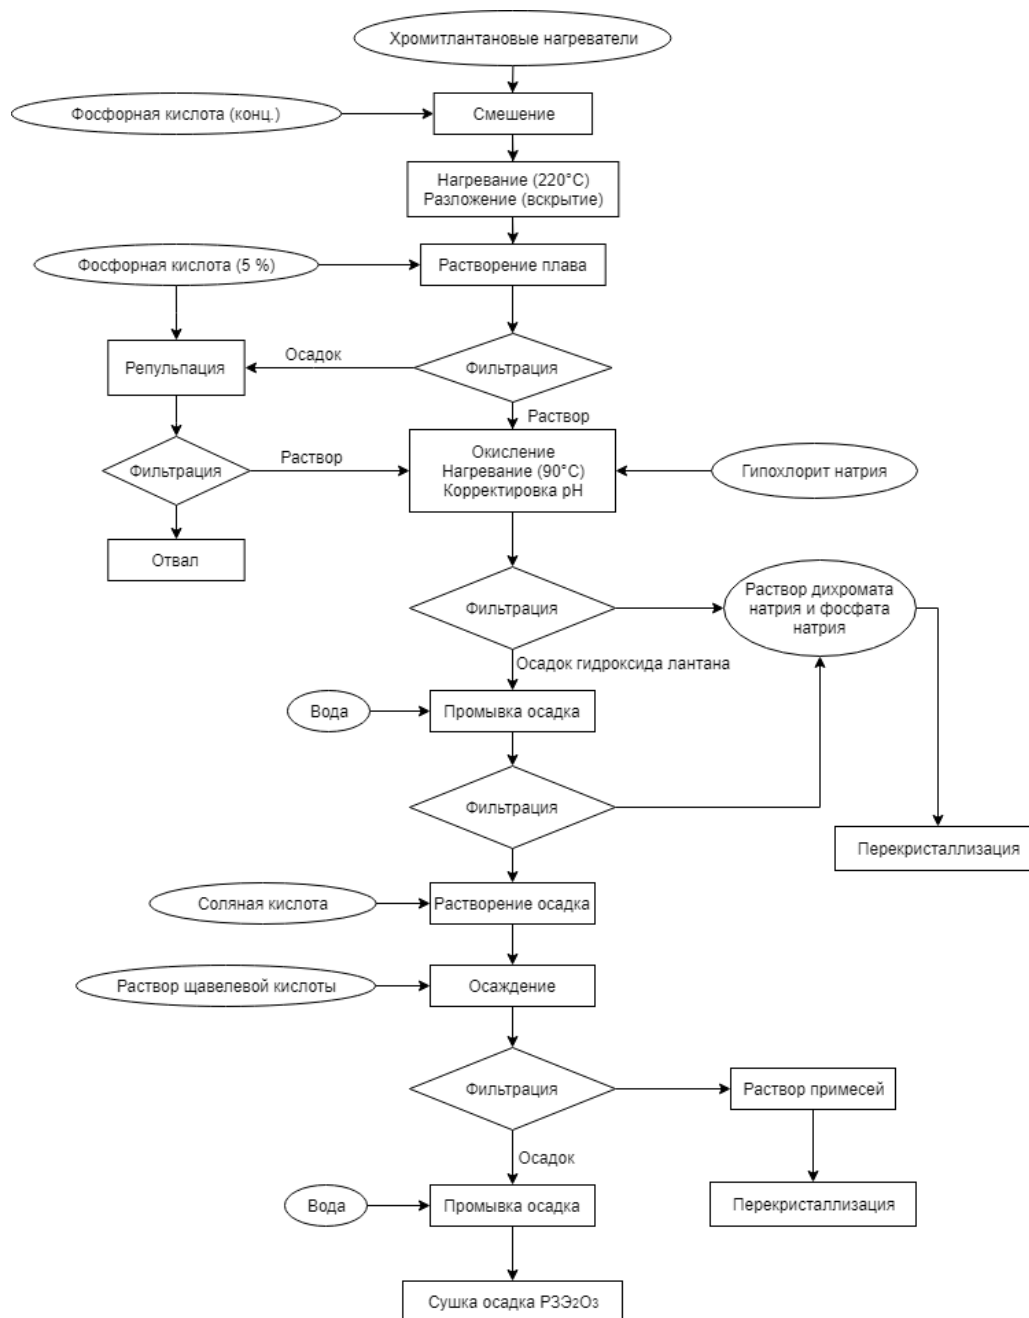 Хромитлантановые нагреватели
Фосфорная кислота (конц.)
Смешение
Нагревание (220°C)
Разложение (вскрытие)
Фосфорная кислота (5 %)
Растворение плава
Репульпация
Осадок
Фильтрация
Раствор
Фильтрация
Раствор
Окисление
Нагревание (90°C)
Корректировка pH
Гипохлорит натрия
Отвал
Фильтрация
Раствор дихромата
натрия и фосфата
натрия
Осадок гидроксида лантана
Вода
Промывка осадка
Фильтрация
Перекристаллизация
Соляная кислота
Растворение осадка
Раствор щавелевой кислоты
Осаждение
Фильтрация
Раствор примесей
Осадок
Вода
Промывка осадка
Перекристаллизация
Сушка осадка РЗЭ₂О₃